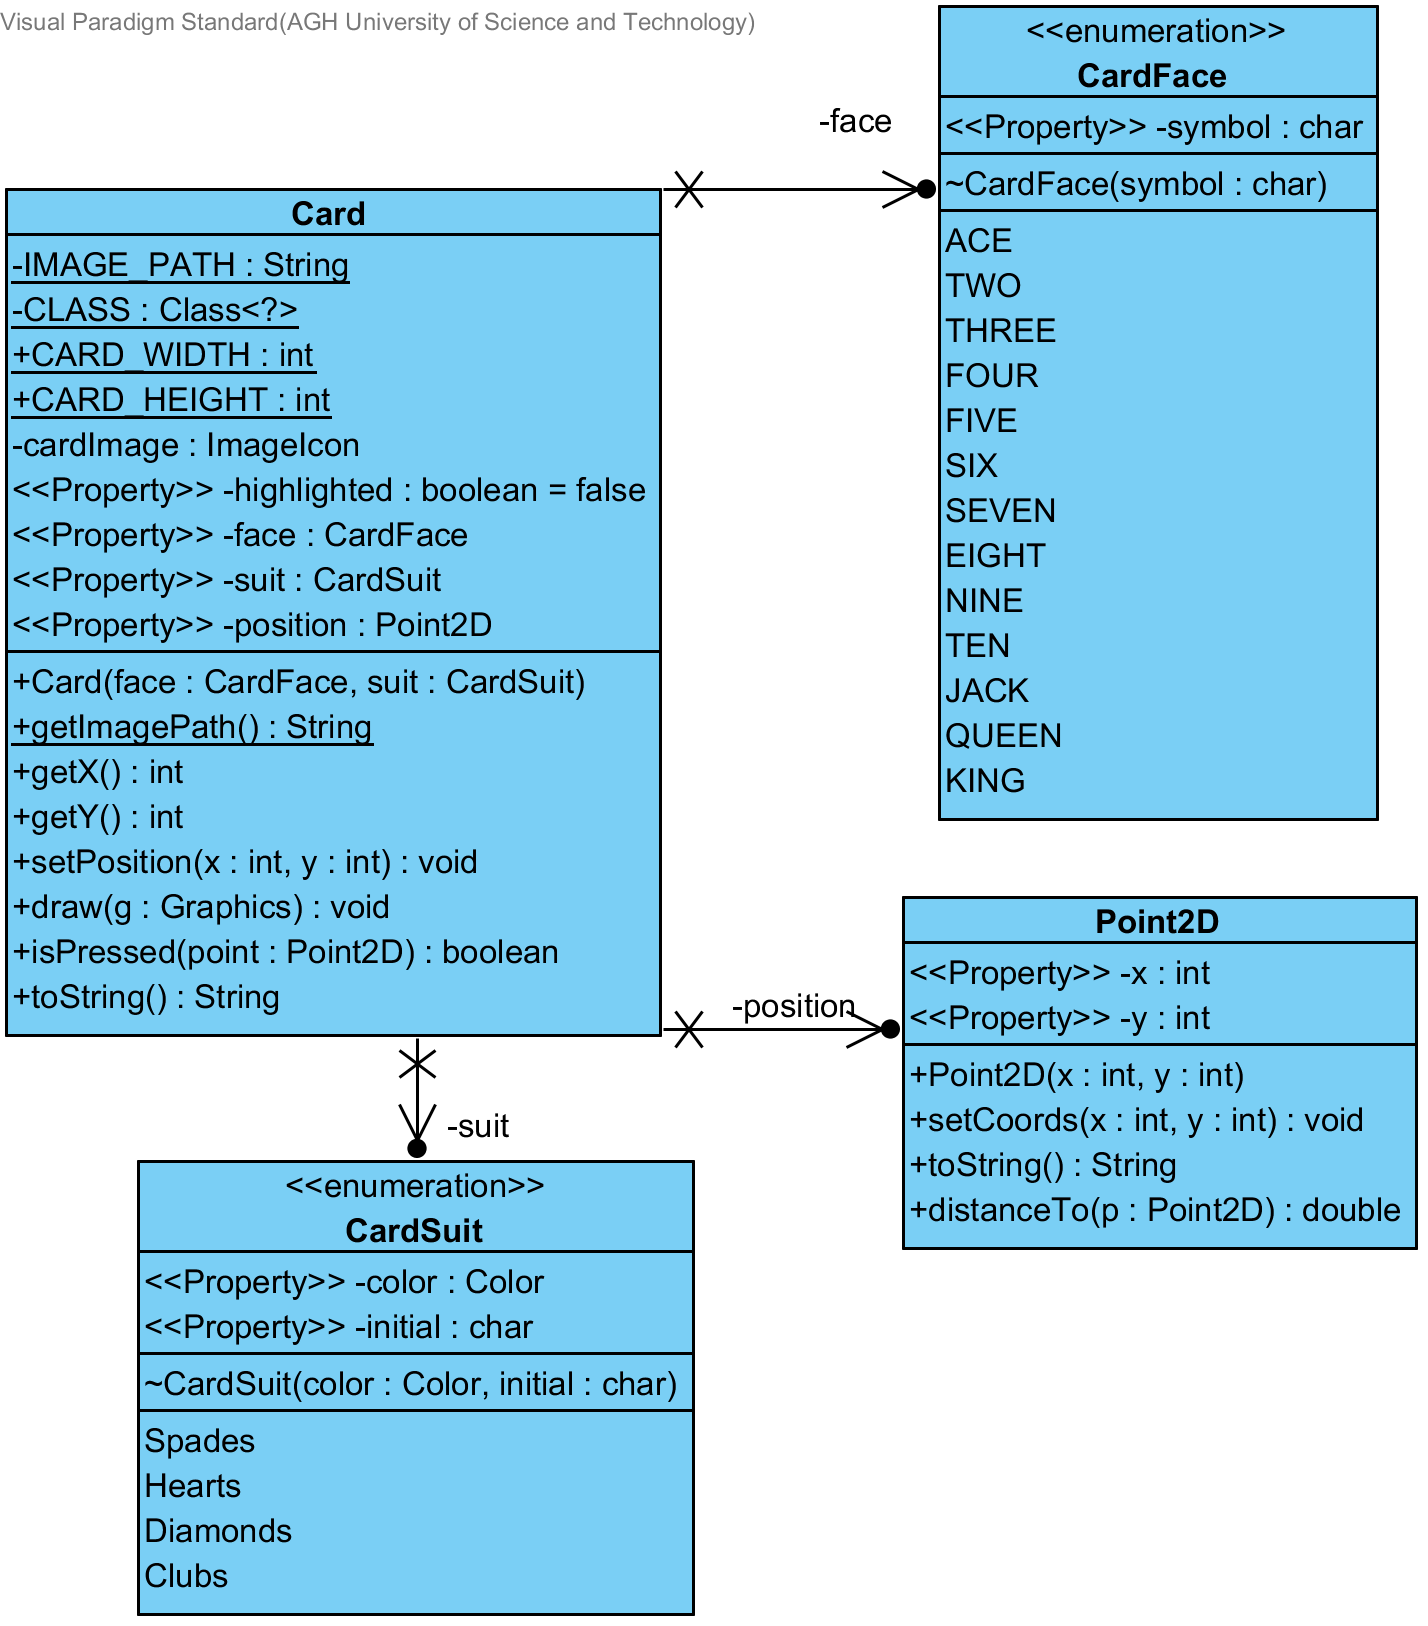 Visual Paradigm Standard(AGH University of Science and Technology)
<<enumeration>>
CardFace
<<Property>> -symbol : char
~CardFace(symbol : char)
ACE
TWO
THREE
FOUR
FIVE
SIX
SEVEN
EIGHT
NINE
TEN
JACK
QUEEN
KING
-face
Card
-IMAGE_PATH : String
-CLASS : Class<?>
+CARD_WIDTH : int
+CARD_HEIGHT : int
-cardImage : ImageIcon
<<Property>> -highlighted : boolean = false
<<Property>> -face : CardFace
<<Property>> -suit : CardSuit
<<Property>> -position : Point2D
+Card(face : CardFace, suit : CardSuit)
+getImagePath() : String
+getX() : int
+getY() : int
+setPosition(x : int, y : int) : void
+draw(g : Graphics) : void
+isPressed(point : Point2D) : boolean
+toString() : String
-position
Point2D
<<Property>> -x : int
<<Property>> -y : int
+Point2D(x : int, y : int)
+setCoords(x : int, y : int) : void
+toString() : String
+distanceTo(p : Point2D) : double
-suit
<<enumeration>>
CardSuit
<<Property>> -color : Color
<<Property>> -initial : char
~CardSuit(color : Color, initial : char)
Spades
Hearts
Diamonds
Clubs